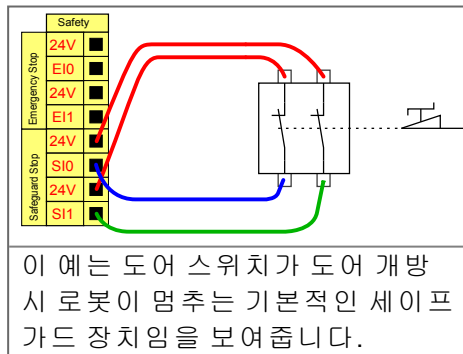 Safety
Emergency Stop
24V
EI0
24V
EI1
Safeguard Stop
24V
SI0
24V
SI1
이 예는 도어 스위치가 도어 개방
시 로봇이 멈추는 기본적인 세이프
가드 장치임을 보여줍니다.